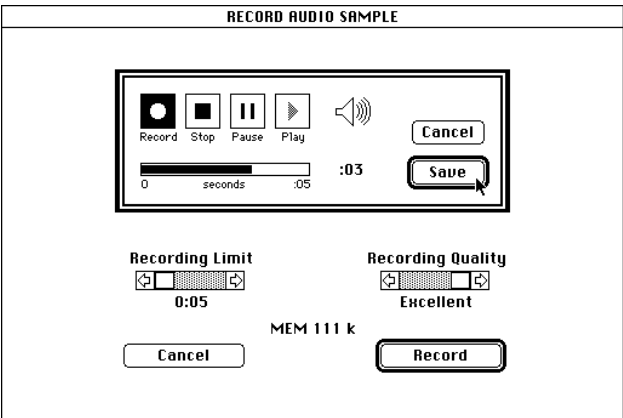 RECORD AUDIO SAMPLE
Record Stop Pause Play
Cancel
:03
Save
0 seconds :05
Recording Limit
0:05
Recording Quality
Excellent
MEM 111 k
Cancel
Record